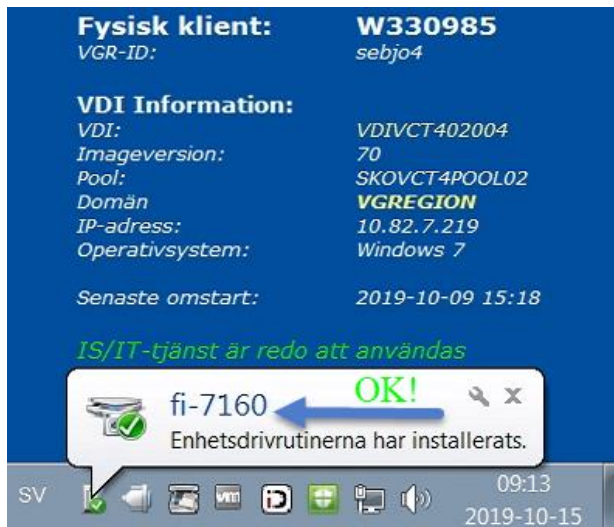 Fysisk klient: W330985
VGR-ID: sebjo4
VDI Information:
VDI: VDIVCT402004
Imageversion: 70
Pool: SKOVCT4POOL02
Domän VGREGION
IP-adress: 10.82.7.219
Operativsystem: Windows 7
Senaste omstart: 2019-10-09 15:18
IS/IT-tjänst är redo att användas
fi-7160 OK!
Enhetsdrivrutinerna har installerats.
SV vm iD 09:13
2019-10-15